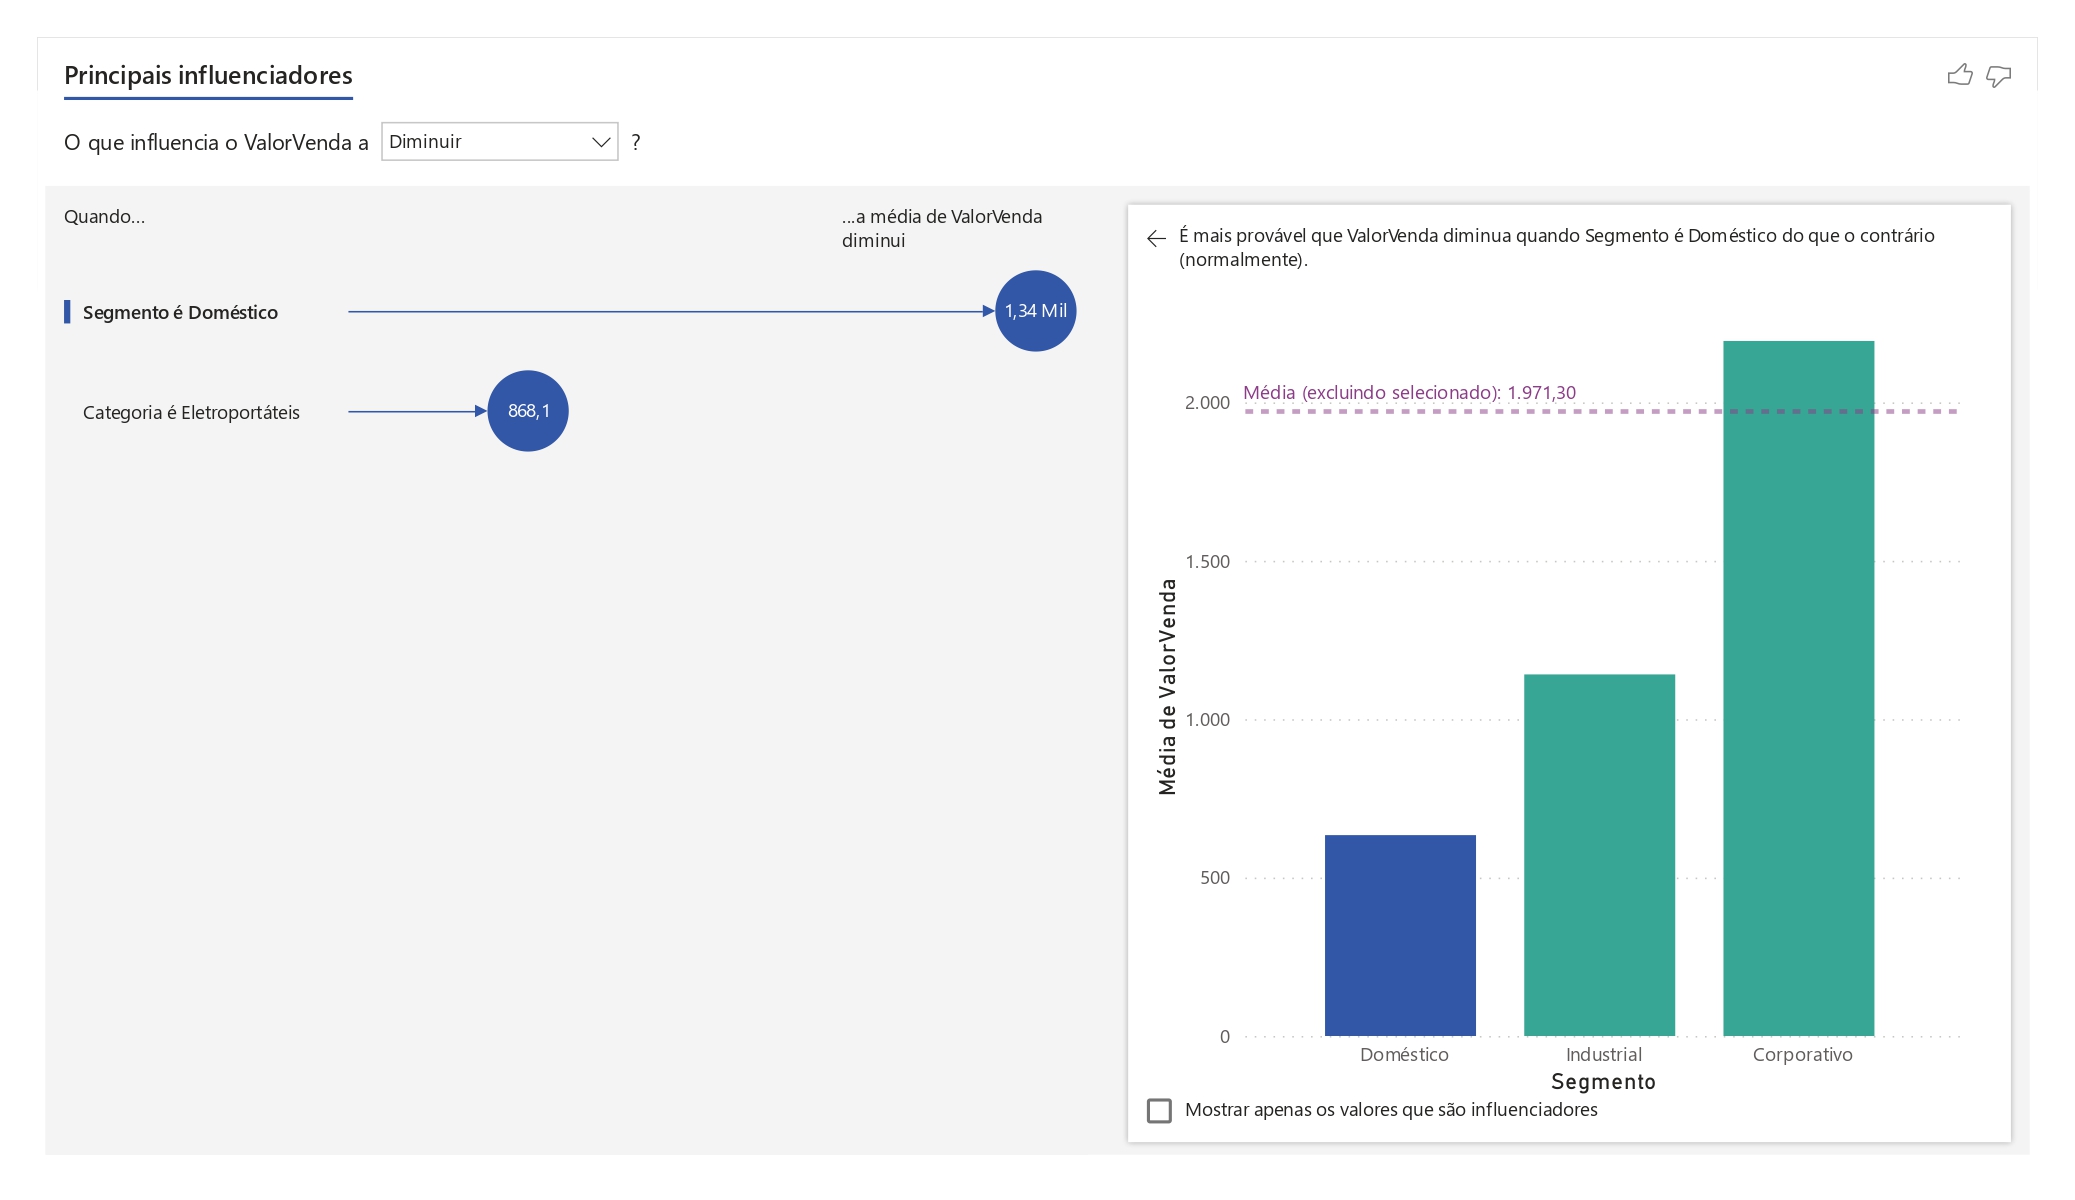 Principais influenciadores
O que influencia o ValorVenda a Diminuir ?
Quando...
...a média de ValorVenda
diminui
Segmento é Doméstico
1,34 Mil
Categoria é Eletroportáteis
868,1
É mais provável que ValorVenda diminua quando Segmento é Doméstico do que o contrário
(normalmente).
Média (excluindo selecionado): 1.971,30
2.000
1.500
1.000
500
0
Média de ValorVenda
Doméstico
Industrial
Corporativo
Segmento
Mostrar apenas os valores que são influenciadores